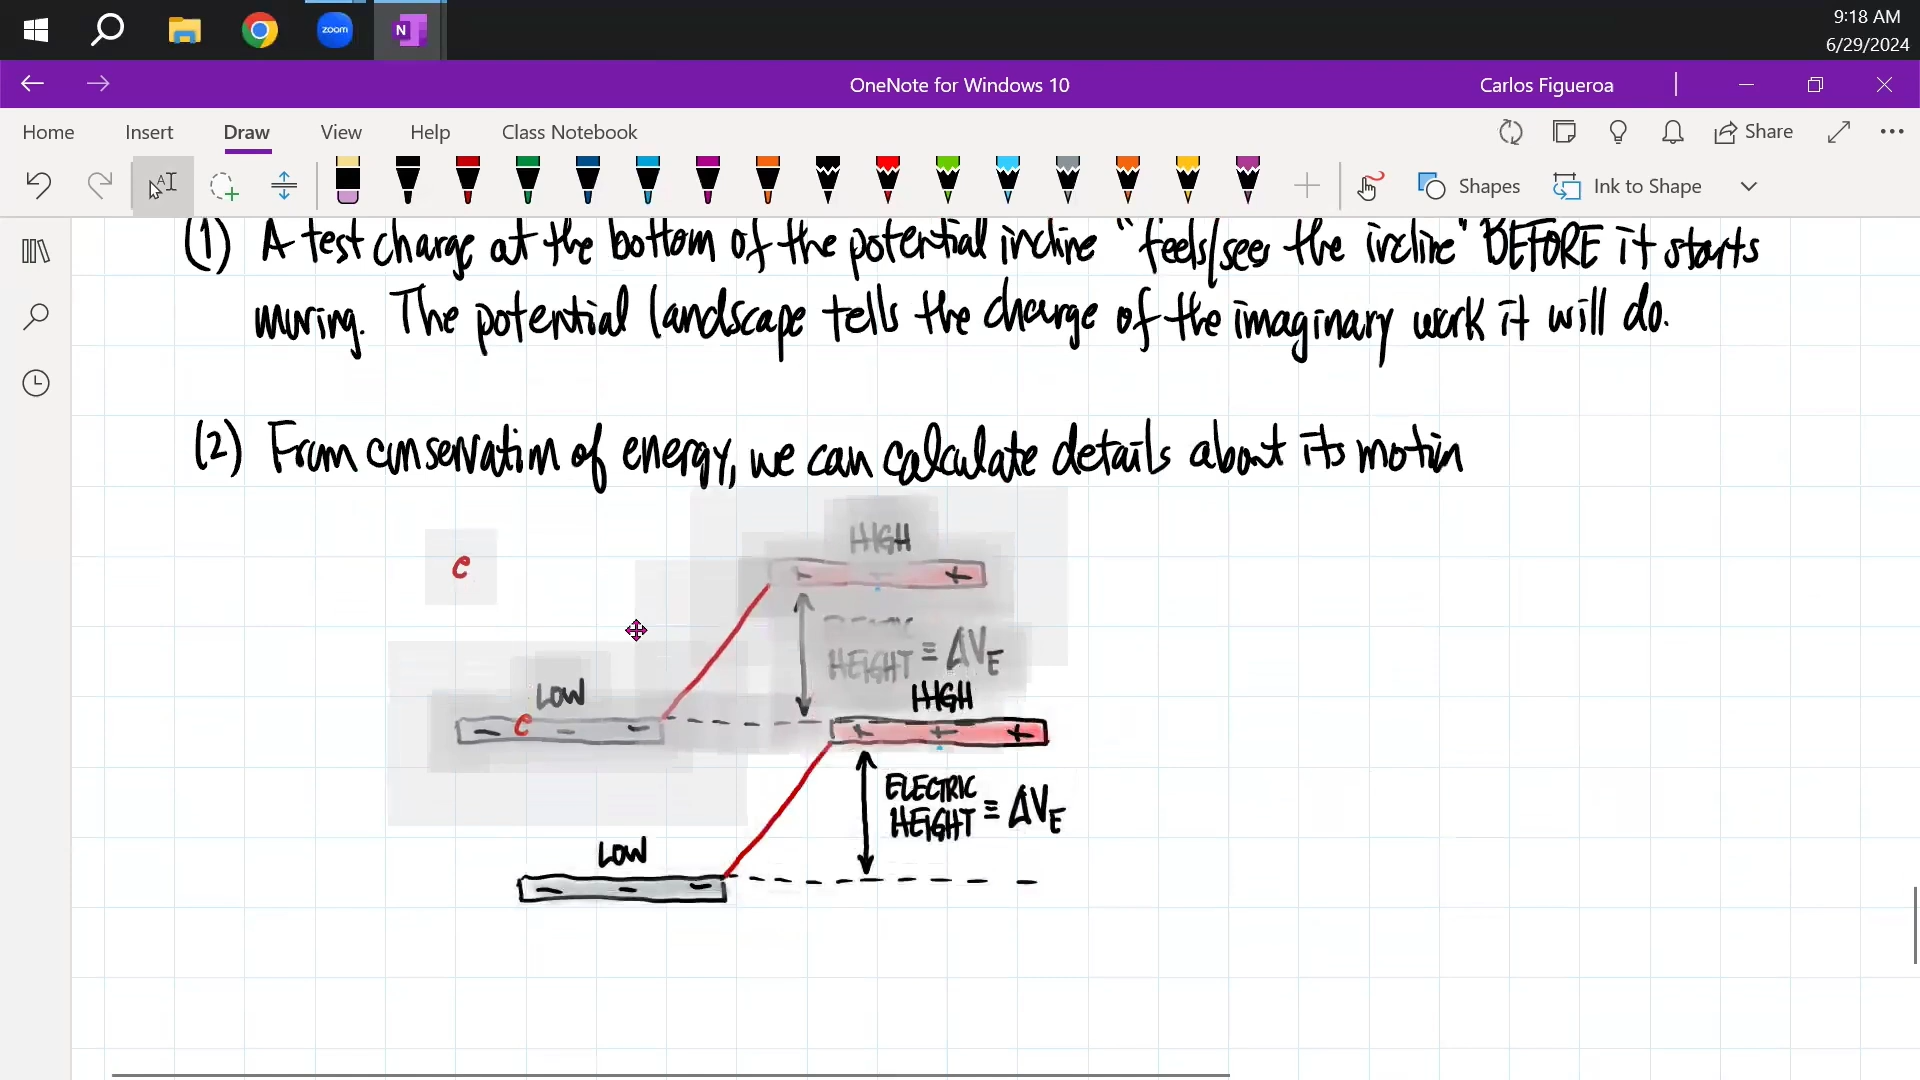 9:18 AM
6/29/2024
zoom
N
OneNote for Windows 10
Carlos Figueroa
Home Insert Draw View Help Class Notebook
Share
Shapes
Ink to Shape
(1) A test charge at the bottom of the potential incline "feels/sees the incline" BEFORE it starts
moving. The potential landscape tells the charge of the imaginary work it will do.
(2) From conservation of energy, we can calculate details about its motion
HIGH
+ - +
HEIGHT ≡ ΔV_E
LOW
- - -
HIGH
+ + +
ELECTRIC
HEIGHT ≡ ΔV_E
LOW
- - -